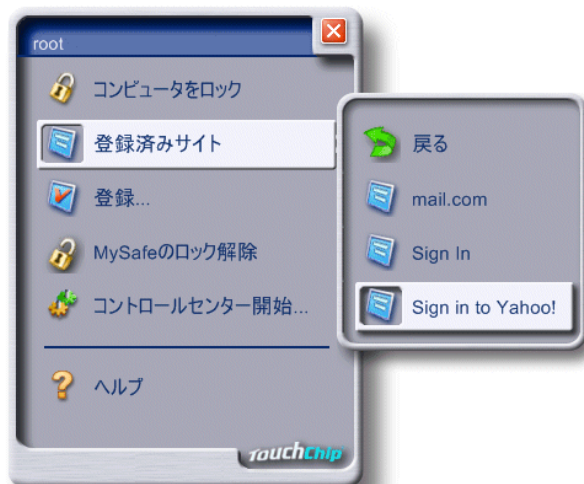 root
コンピュータをロック
登録済みサイト
登録...
MySafeのロック解除
コントロールセンター開始...
ヘルプ
TouchChip
戻る
mail.com
Sign In
Sign in to Yahoo!